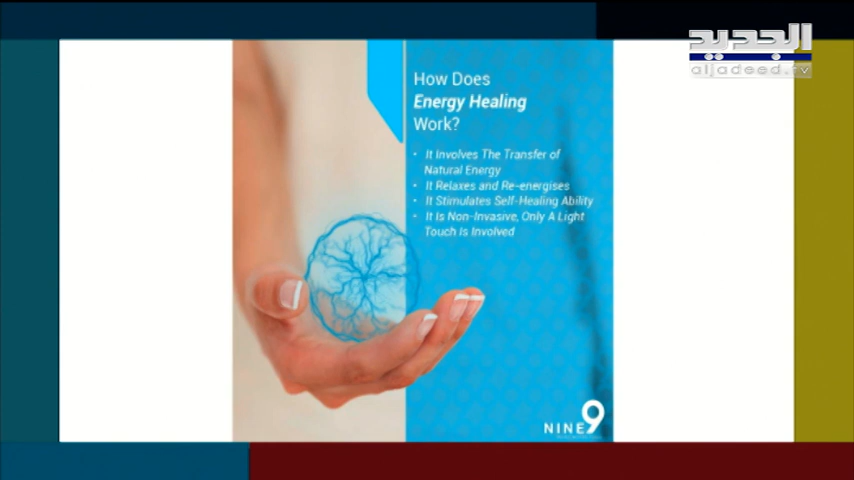 الجديد
aljadeed.tv
How Does
Energy Healing
Work?
• It Involves The Transfer of
Natural Energy
• It Relaxes and Re-energises
• It Stimulates Self-Healing Ability
• It Is Non-Invasive, Only A Light
Touch Is Involved
NINE 9